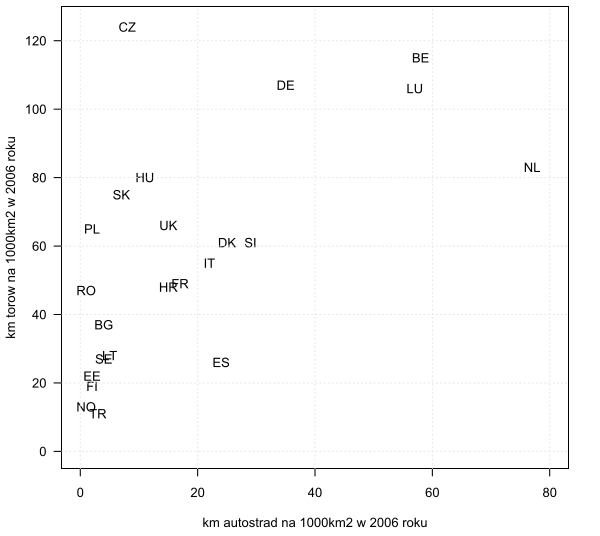 CZ
BE
DE
LU
NL
HU
SK
UK
PL
DK
SI
IT
FR
HR
RO
BG
LT
SE
ES
EE
FI
NO
TR
120
100
80
60
40
20
0
0 20 40 60 80
km torow na 1000km2 w 2006 roku
km autostrad na 1000km2 w 2006 roku